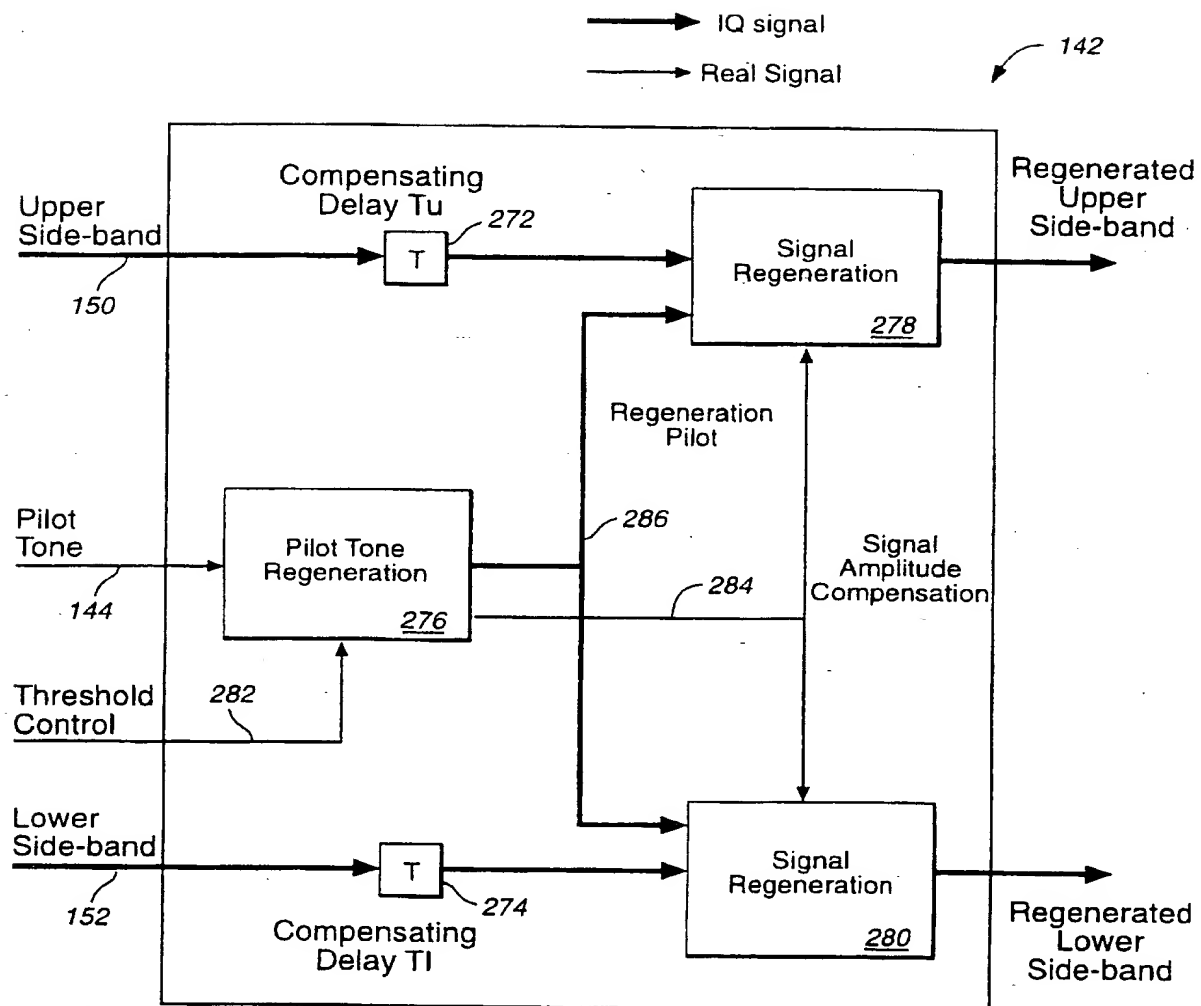 IQ signal
Real Signal
142
Compensating
Delay Tu
272
T
Upper
Side-band
150
Signal
Regeneration
278
Regenerated
Upper
Side-band
Regeneration
Pilot
Pilot
Tone
144
Pilot Tone
Regeneration
276
286
284
Signal
Amplitude
Compensation
Threshold
Control
282
Lower
Side-band
152
T
274
Compensating
Delay Tl
Signal
Regeneration
280
Regenerated
Lower
Side-band